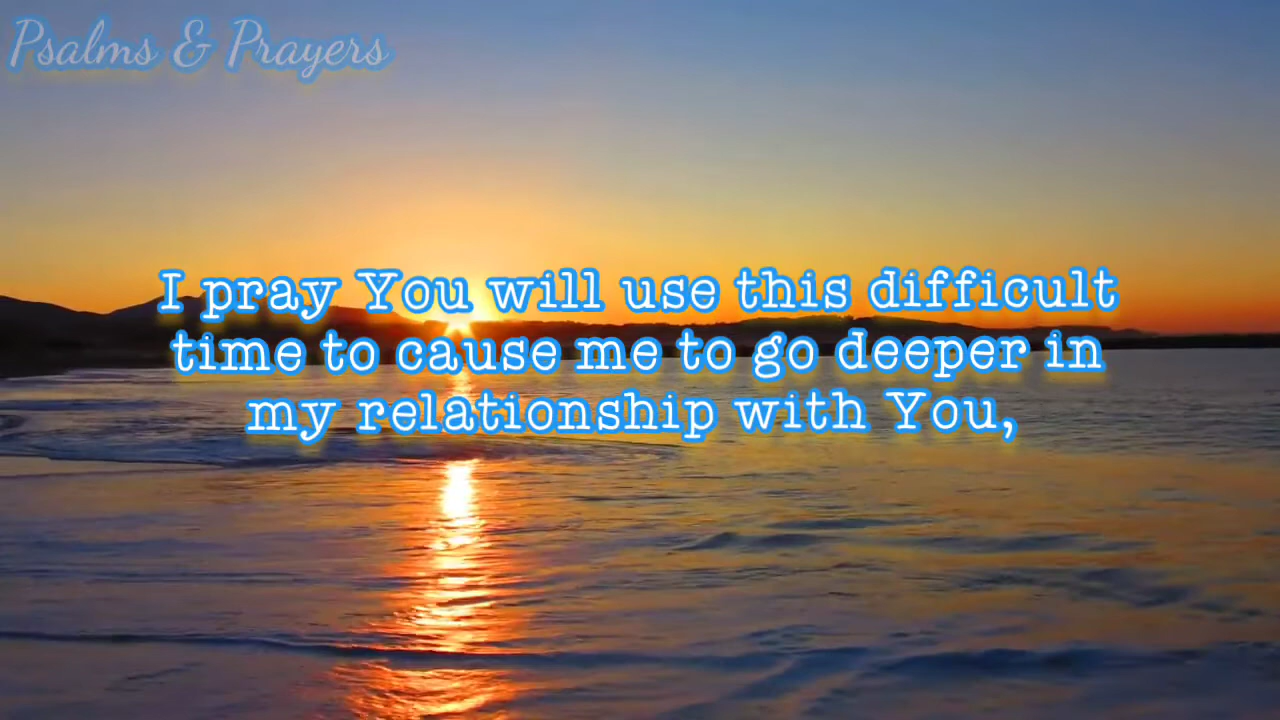 Psalms & Prayers
I pray You will use this difficult
time to cause me to go deeper in
my relationship with You,